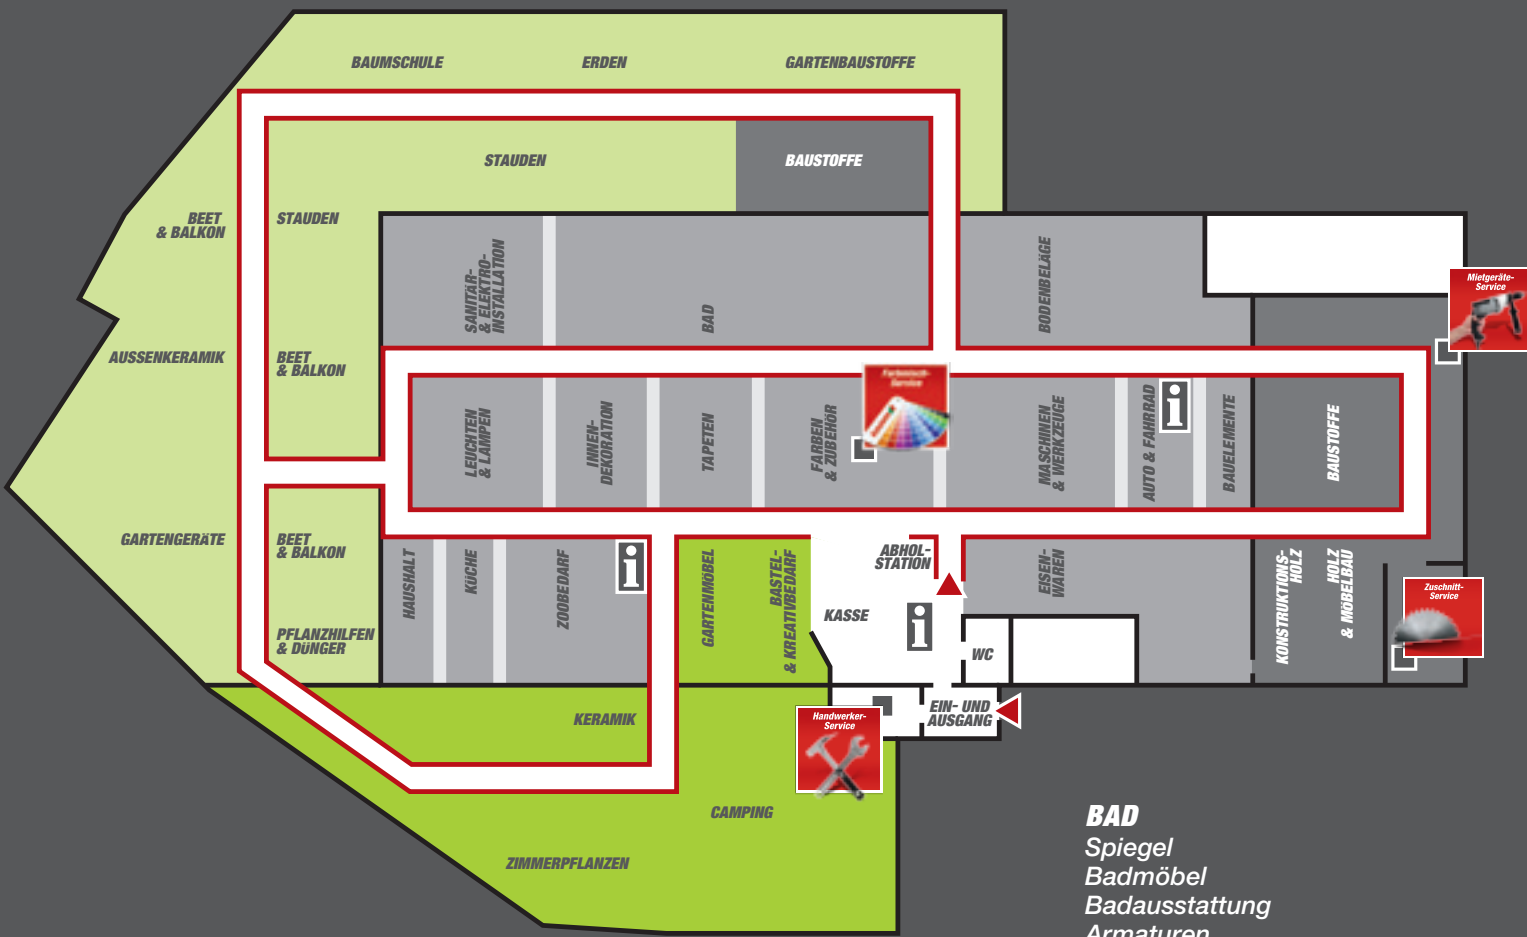 BAUMSCHULE
ERDEN
GARTENBAUSTOFFE
STAUDEN
BAUSTOFFE
BEET
& BALKON
STAUDEN
SANITÄR-
& ELEKTRO-
INSTALLATION
BAD
BODENBELÄGE
Mietgeräte-
Service
AUSSENKERAMIK
BEET
& BALKON
LEUCHTEN
& LAMPEN
INNEN-
DEKORATION
TAPETEN
FARBEN
& ZUBEHÖR
Farbmisch-
Service
MASCHINEN
& WERKZEUGE
AUTO & FAHRRAD
i
BAUELEMENTE
BAUSTOFFE
GARTENGERÄTE
BEET
& BALKON
PFLANZHILFEN
& DÜNGER
HAUSHALT
KÜCHE
ZOOBEDARF
i
GARTENMÖBEL
BASTEL-
& KREATIVBEDARF
KASSE
ABHOL-
STATION
i
EISEN-
WAREN
WC
KONSTRUKTIONS-
HOLZ
HOLZ
& MÖBELBAU
Zuschnitt-
Service
KERAMIK
Handwerker-
Service
EIN- UND
AUSGANG
CAMPING
ZIMMERPFLANZEN
BAD
Spiegel
Badmöbel
Badausstattung
Armaturen